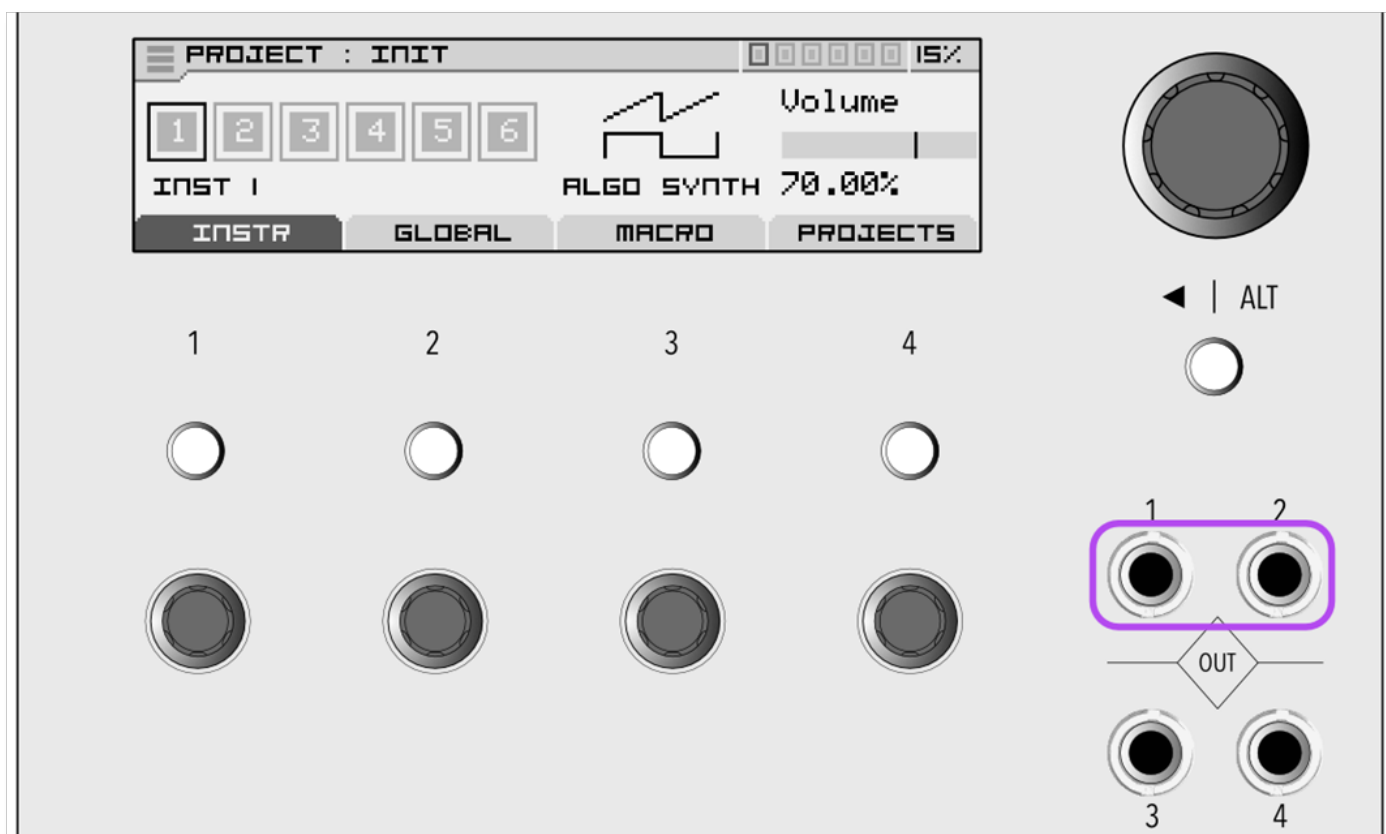 PROJECT : INIT 15%
1 2 3 4 5 6
Volume
INST 1
ALGO SYNTH
70.00%
INSTR GLOBAL MACRO PROJECTS
◀ | ALT
1 2 3 4
1 2
OUT
3 4